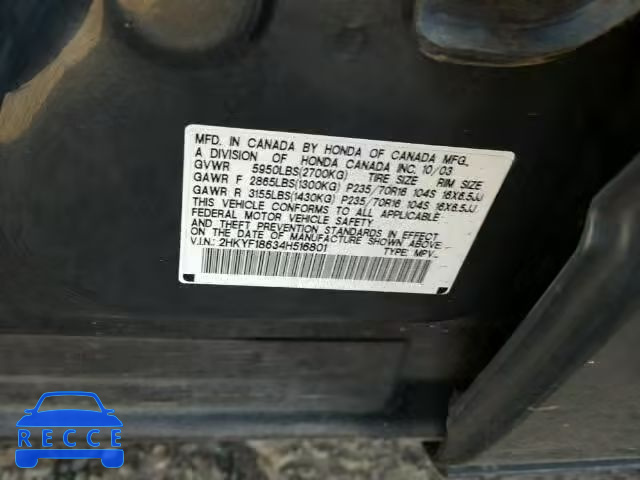 MFD. IN CANADA BY HONDA OF CANADA MFG.
A DIVISION OF HONDA CANADA INC. 10/03
GVWR 5950LBS(2700KG) TIRE SIZE RIM SIZE
GAWR F 2865LBS(1300KG) P235/70R16 104S 16X6.5JJ
GAWR R 3155LBS(1430KG) P235/70R16 104S 16X6.5JJ
THIS VEHICLE CONFORMS TO ALL APPLICABLE
FEDERAL MOTOR VEHICLE SAFETY
AND THEFT PREVENTION STANDARDS IN EFFECT
ON THE DATE OF MANUFACTURE SHOWN ABOVE.
V.I.N.: 2HKYF18634H516801 TYPE: MPV
RECCE